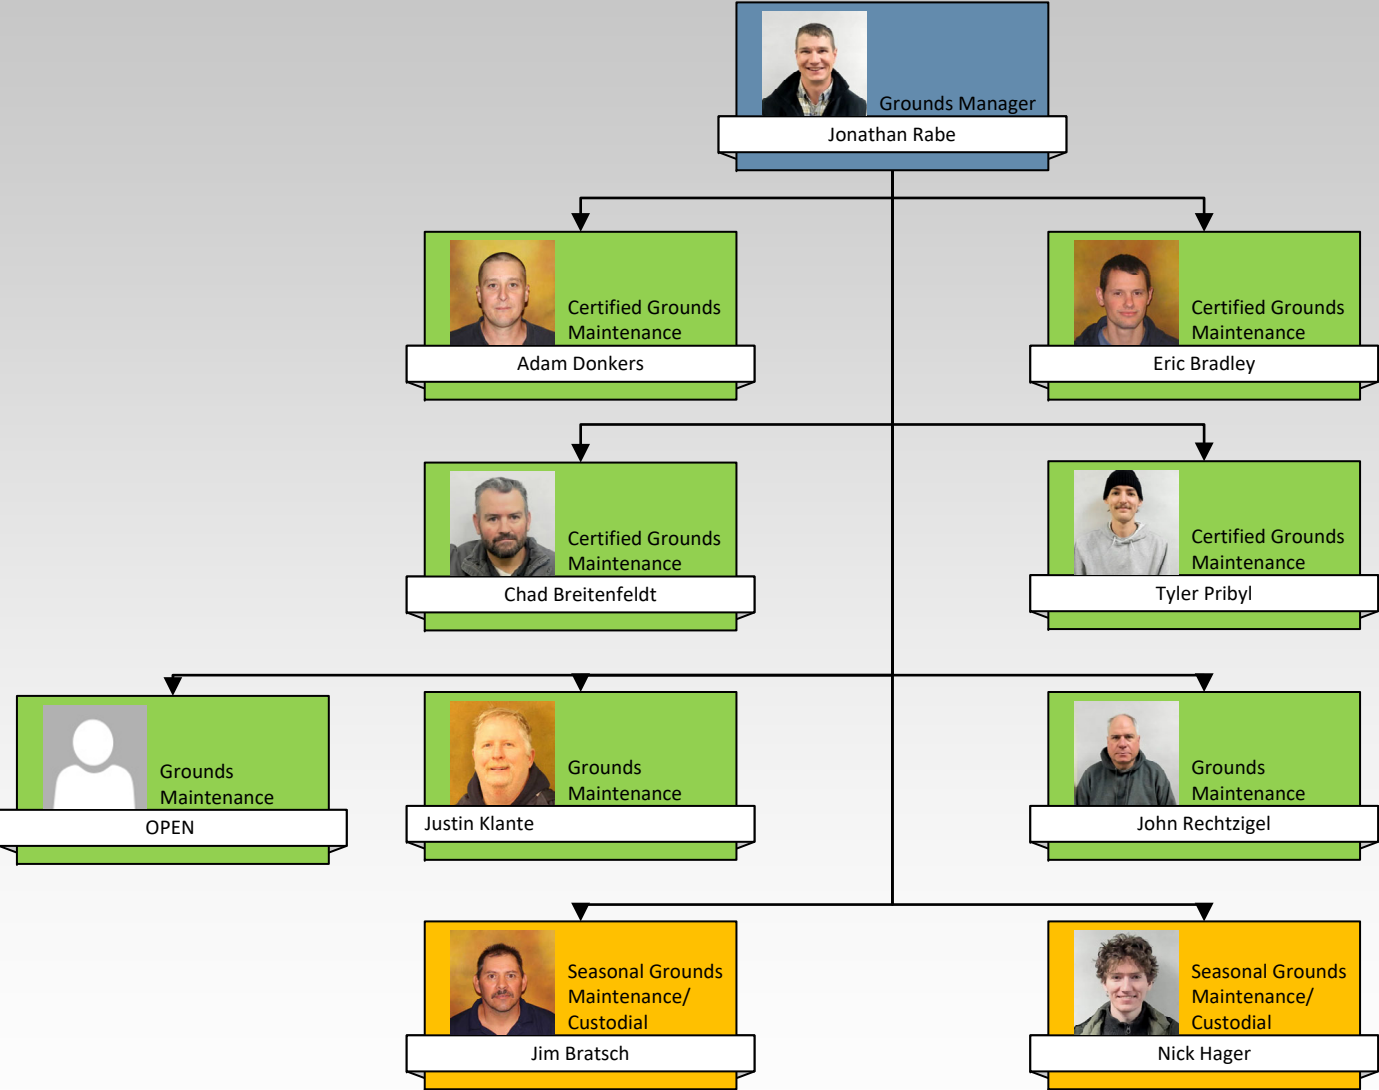 Grounds Manager
Jonathan Rabe
Certified Grounds
Maintenance
Adam Donkers
Certified Grounds
Maintenance
Eric Bradley
Certified Grounds
Maintenance
Chad Breitenfeldt
Certified Grounds
Maintenance
Tyler Pribyl
Grounds
Maintenance
OPEN
Grounds
Maintenance
Justin Klante
Grounds
Maintenance
John Rechtzigel
Seasonal Grounds
Maintenance/
Custodial
Jim Bratsch
Seasonal Grounds
Maintenance/
Custodial
Nick Hager